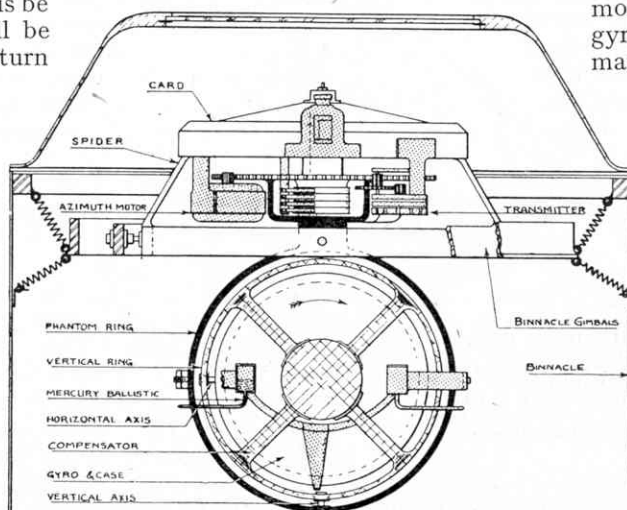 is be
ll be
turn
mo
gyr
ma
CARD
SPIDER
AZIMUTH MOTOR
TRANSMITTER
PHANTOM RING
BINNACLE GIMBALS
VERTICAL RING
BINNACLE
MERCURY BALLISTIC
HORIZONTAL AXIS
COMPENSATOR
GYRO & CASE
VERTICAL AXIS